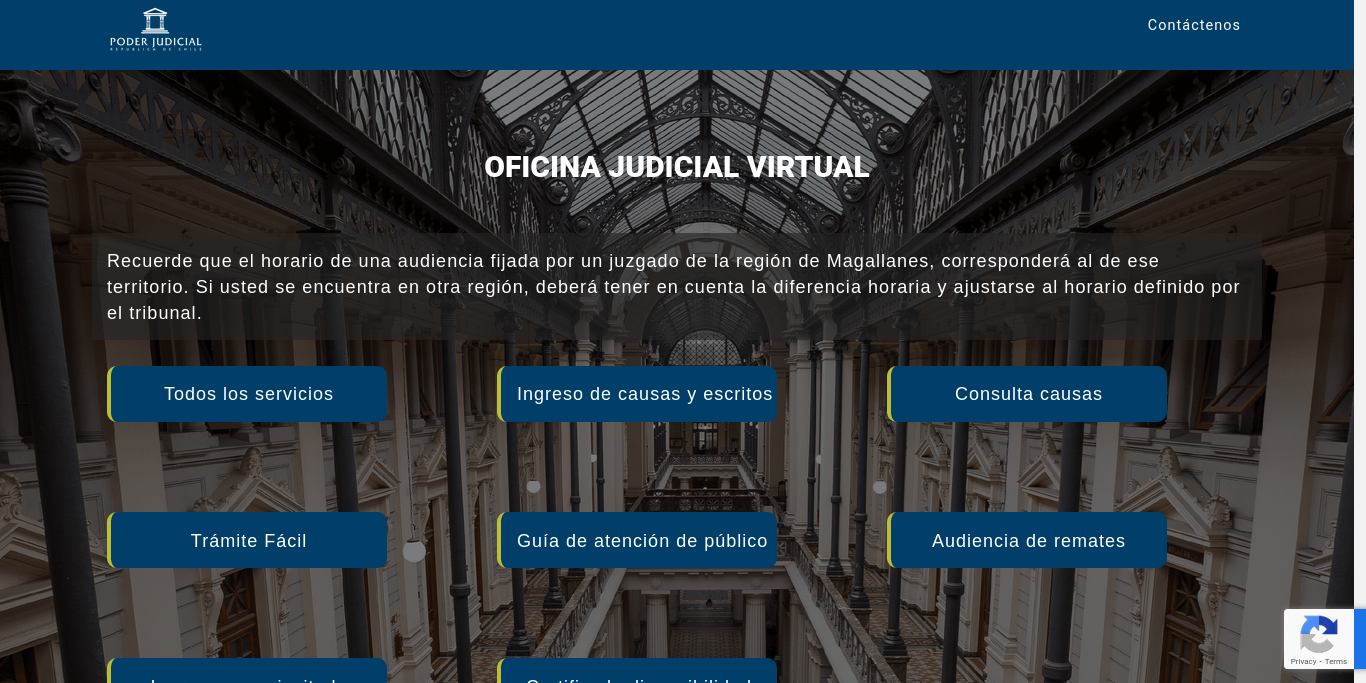 PODER JUDICIAL
REPUBLICA DE CHILE
Contáctenos
OFICINA JUDICIAL VIRTUAL
Recuerde que el horario de una audiencia fijada por un juzgado de la región de Magallanes, corresponderá al de ese
territorio. Si usted se encuentra en otra región, deberá tener en cuenta la diferencia horaria y ajustarse al horario definido por
el tribunal.
Todos los servicios
Ingreso de causas y escritos
Consulta causas
Trámite Fácil
Guía de atención de público
Audiencia de remates
Privacy - Terms